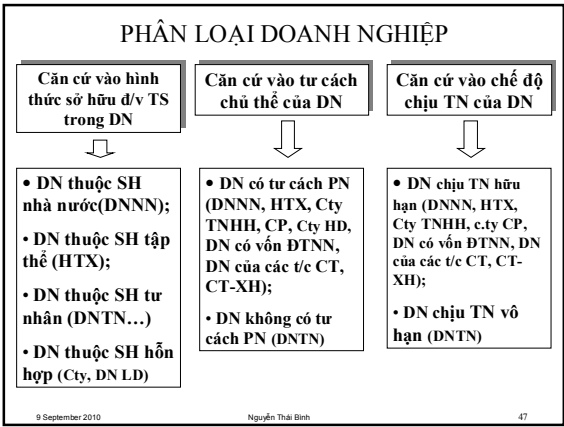 PHÂN LOẠI DOANH NGHIỆP
Căn cứ vào hình
thức sở hữu đ/v TS
trong DN
Căn cứ vào tư cách
chủ thể của DN
Căn cứ vào chế độ
chịu TN của DN
• DN thuộc SH
nhà nước(DNNN);
• DN thuộc SH tập
thể (HTX);
• DN thuộc SH tư
nhân (DNTN…)
• DN thuộc SH hỗn
hợp (Cty, DN LD)
• DN có tư cách PN
(DNNN, HTX, Cty
TNHH, CP, Cty HD,
DN có vốn ĐTNN,
DN của các t/c CT,
CT-XH);
• DN không có tư
cách PN (DNTN)
• DN chịu TN hữu
hạn (DNNN, HTX,
Cty TNHH, c.ty CP,
DN có vốn ĐTNN, DN
của các t/c CT, CT-
XH);
• DN chịu TN vô
hạn (DNTN)
9 September 2010
Nguyễn Thái Bình
47